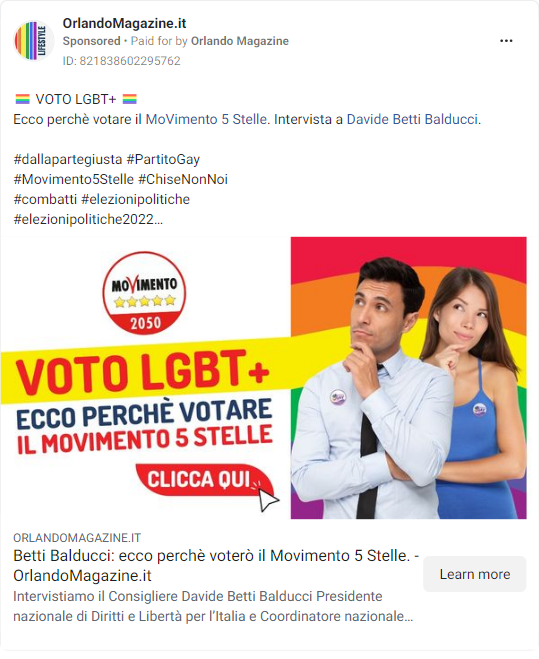 LIFESTYLE
OrlandoMagazine.it
Sponsored • Paid for by Orlando Magazine
ID: 821838602295762
VOTO LGBT+
Ecco perchè votare il MoVimento 5 Stelle. Intervista a Davide Betti Balducci.
#dallapartegiusta #PartitoGay
#Movimento5Stelle #ChiseNonNoi
#combatti #elezionipolitiche
#elezionipolitiche2022...
MOVIMENTO
2050
VOTO LGBT+
ECCO PERCHÈ VOTARE
IL MOVIMENTO 5 STELLE
CLICCA QUI
ORLANDOMAGAZINE.IT
Betti Balducci: ecco perchè voterò il Movimento 5 Stelle. -
OrlandoMagazine.it
Learn more
Intervistiamo il Consigliere Davide Betti Balducci Presidente
nazionale di Diritti e Libertà per l'Italia e Coordinatore nazionale...